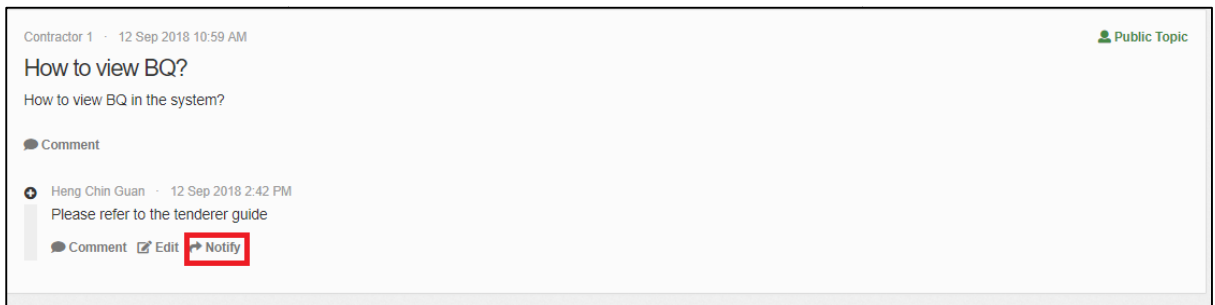 Contractor 1 · 12 Sep 2018 10:59 AM Public Topic
How to view BQ?
How to view BQ in the system?
Comment
Heng Chin Guan · 12 Sep 2018 2:42 PM
Please refer to the tenderer guide
Comment Edit Notify